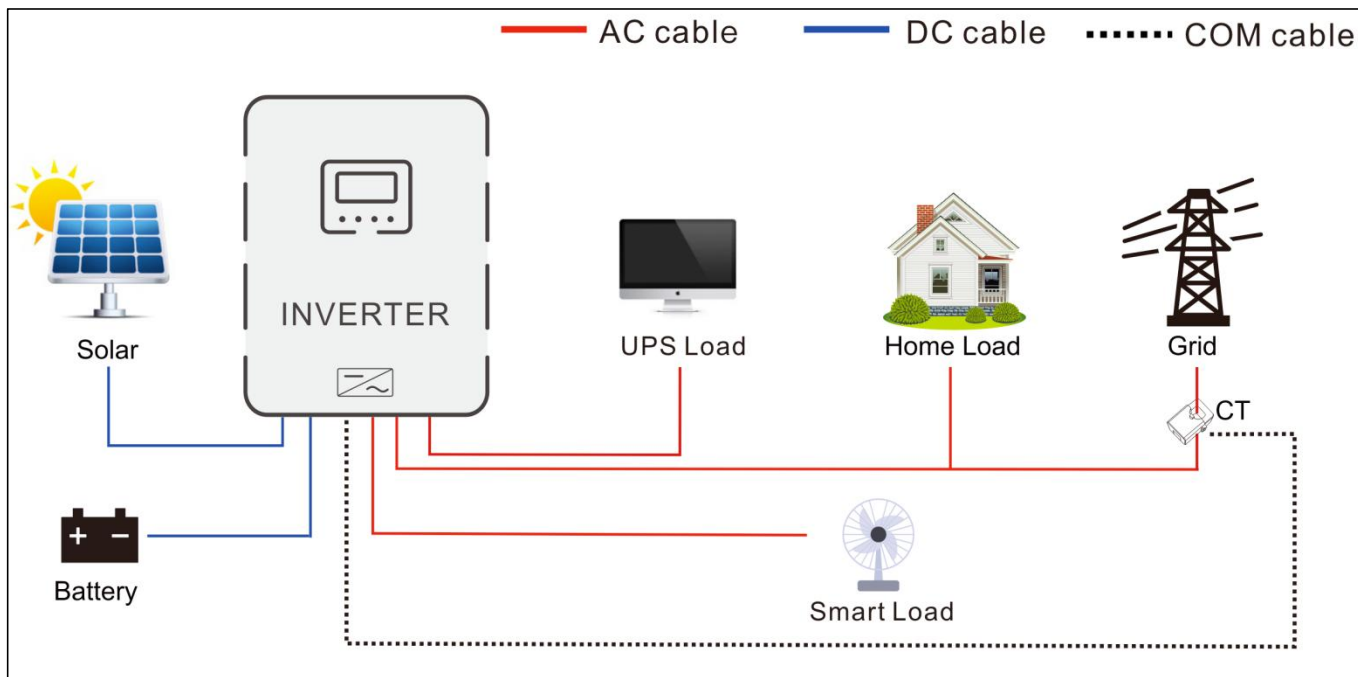 AC cable
DC cable
COM cable
INVERTER
Solar
UPS Load
Home Load
Grid
CT
Battery
Smart Load